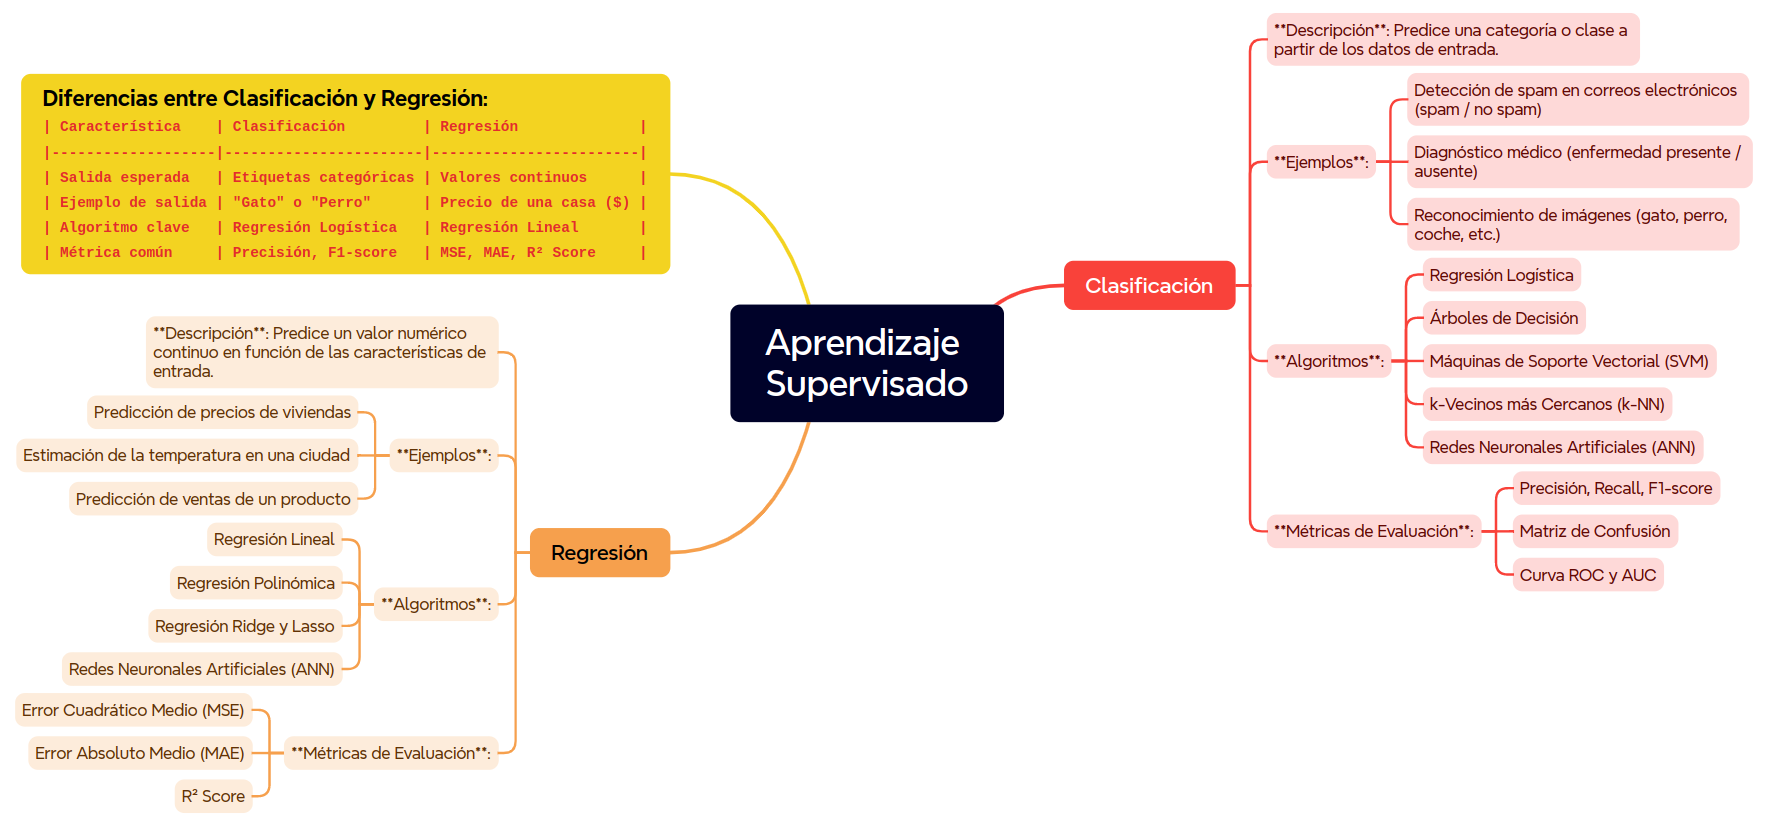 Aprendizaje
Supervisado
Clasificación
**Descripción**: Predice una categoría o clase a
partir de los datos de entrada.
**Ejemplos**:
Detección de spam en correos electrónicos
(spam / no spam)
Diagnóstico médico (enfermedad presente /
ausente)
Reconocimiento de imágenes (gato, perro,
coche, etc.)
**Algoritmos**:
Regresión Logística
Árboles de Decisión
Máquinas de Soporte Vectorial (SVM)
k-Vecinos más Cercanos (k-NN)
Redes Neuronales Artificiales (ANN)
**Métricas de Evaluación**:
Precisión, Recall, F1-score
Matriz de Confusión
Curva ROC y AUC
Regresión
**Descripción**: Predice un valor numérico
continuo en función de las características de
entrada.
**Ejemplos**:
Predicción de precios de viviendas
Estimación de la temperatura en una ciudad
Predicción de ventas de un producto
**Algoritmos**:
Regresión Lineal
Regresión Polinómica
Regresión Ridge y Lasso
Redes Neuronales Artificiales (ANN)
**Métricas de Evaluación**:
Error Cuadrático Medio (MSE)
Error Absoluto Medio (MAE)
R² Score
Diferencias entre Clasificación y Regresión:
| Característica    | Clasificación         | Regresión              |
|-------------------|-----------------------|------------------------|
| Salida esperada   | Etiquetas categóricas | Valores continuos      |
| Ejemplo de salida | "Gato" o "Perro"      | Precio de una casa ($) |
| Algoritmo clave   | Regresión Logística   | Regresión Lineal       |
| Métrica común     | Precisión, F1-score   | MSE, MAE, R² Score     |